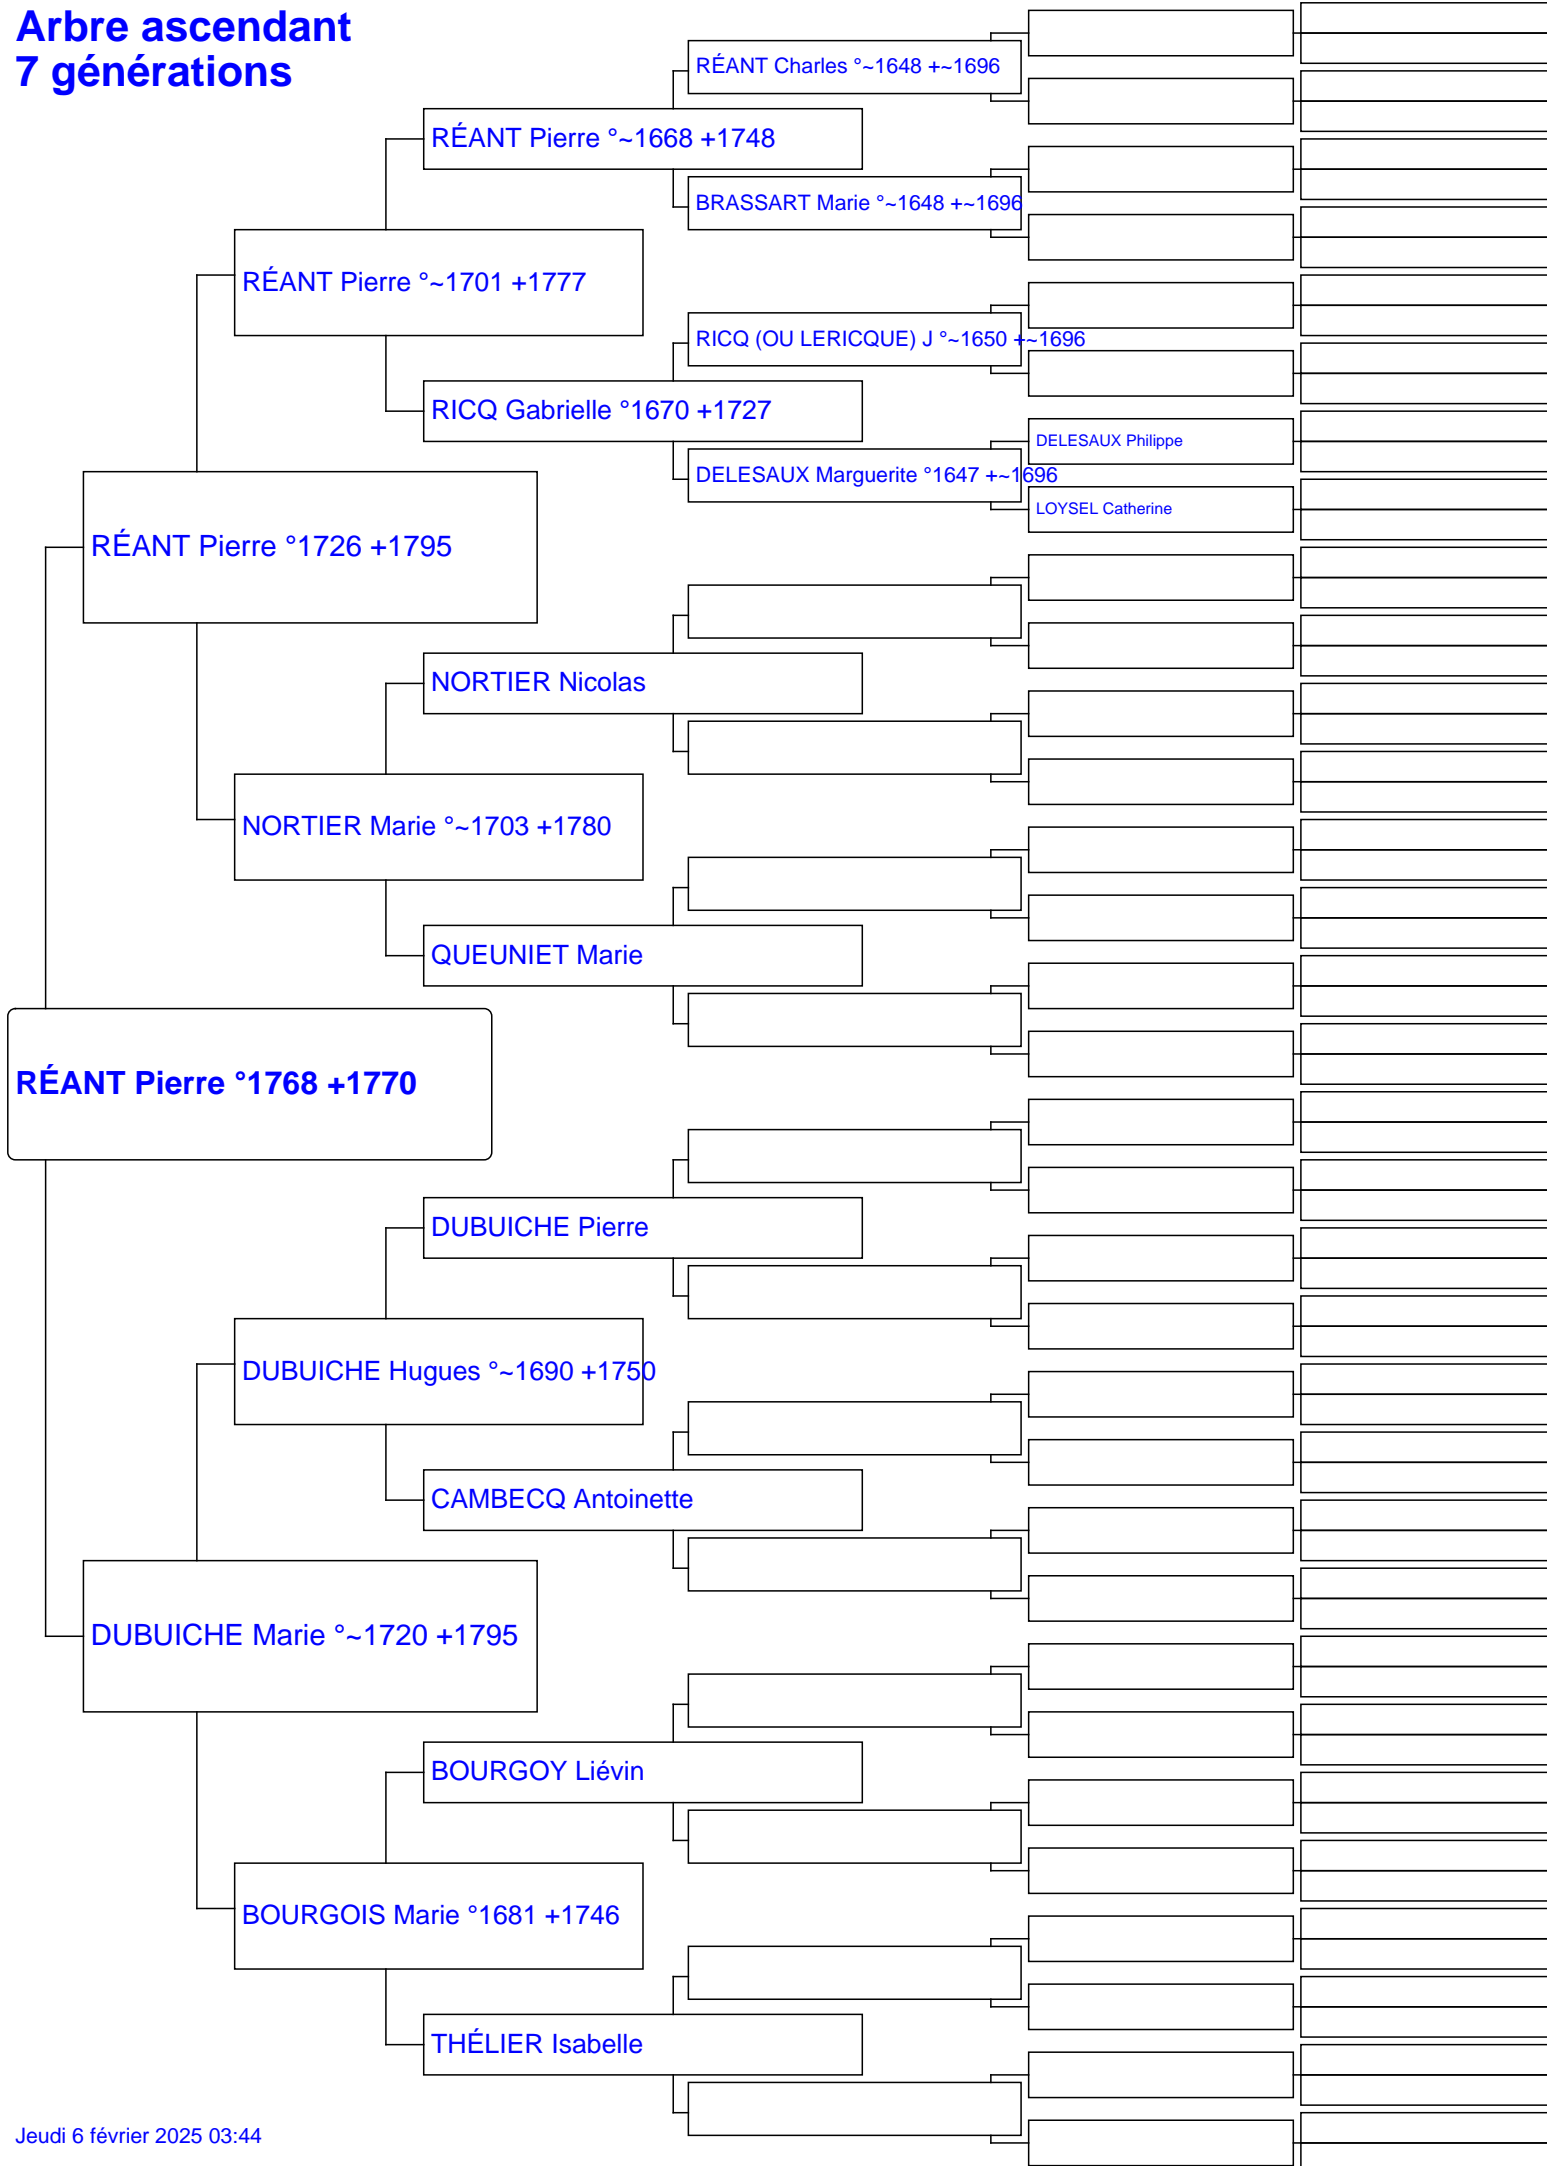 Arbre ascendant
7 générations
RÉANT Charles °~1648 +~1696
RÉANT Pierre °~1668 +1748
BRASSART Marie °~1648 +~1696
RÉANT Pierre °~1701 +1777
RICQ (OU LERICQUE) J °~1650 +~1696
RICQ Gabrielle °1670 +1727
DELESAUX Philippe
DELESAUX Marguerite °1647 +~1696
LOYSEL Catherine
RÉANT Pierre °1726 +1795
NORTIER Nicolas
NORTIER Marie °~1703 +1780
QUEUNIET Marie
RÉANT Pierre °1768 +1770
DUBUICHE Pierre
DUBUICHE Hugues °~1690 +1750
CAMBECQ Antoinette
DUBUICHE Marie °~1720 +1795
BOURGOY Liévin
BOURGOIS Marie °1681 +1746
THÉLIER Isabelle
Jeudi 6 février 2025 03:44